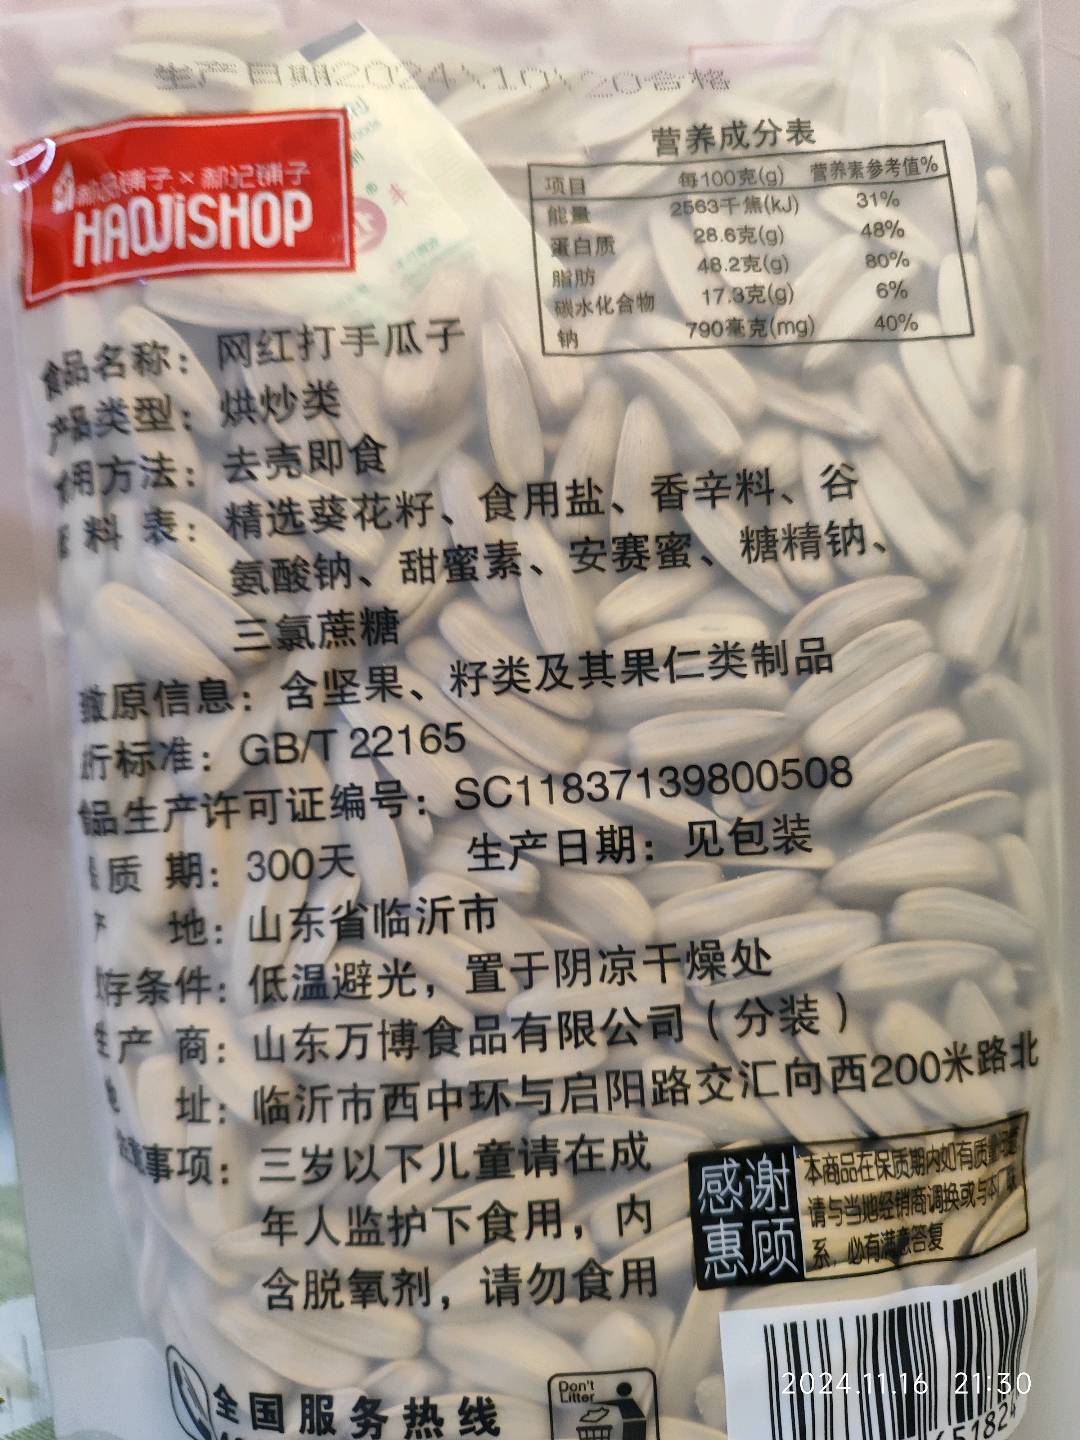 生产日期2024\10\20合格
郝记铺子
HAOJiSHOP
营养成分表
项目 每100克(g) 营养素参考值%
能量 2563千焦(kJ) 31%
蛋白质 28.6克(g) 48%
脂肪 48.2克(g) 80%
碳水化合物 17.3克(g) 6%
钠 790毫克(mg) 40%
食品名称：网红打手瓜子
产品类型：烘炒类
食用方法：去壳即食
料表：精选葵花籽、食用盐、香辛料、谷
氨酸钠、甜蜜素、安赛蜜、糖精钠、
三氯蔗糖
致原信息：含坚果、籽类及其果仁类制品
执行标准：GB/T 22165
食品生产许可证编号：SC11837139800508
质期：300天 生产日期：见包装
产地：山东省临沂市
存条件：低温避光，置于阴凉干燥处
生产商：山东万博食品有限公司（分装）
址：临沂市西中环与启阳路交汇向西200米路北
注意事项：三岁以下儿童请在成
年人监护下食用，内
含脱氧剂，请勿食用
感谢惠顾
本商品在保质期内如有质量问题
请与当地经销商调换或与本厂联
系，必有满意答复
全国服务热线
Don't
Litter
2024.11.16 21:30